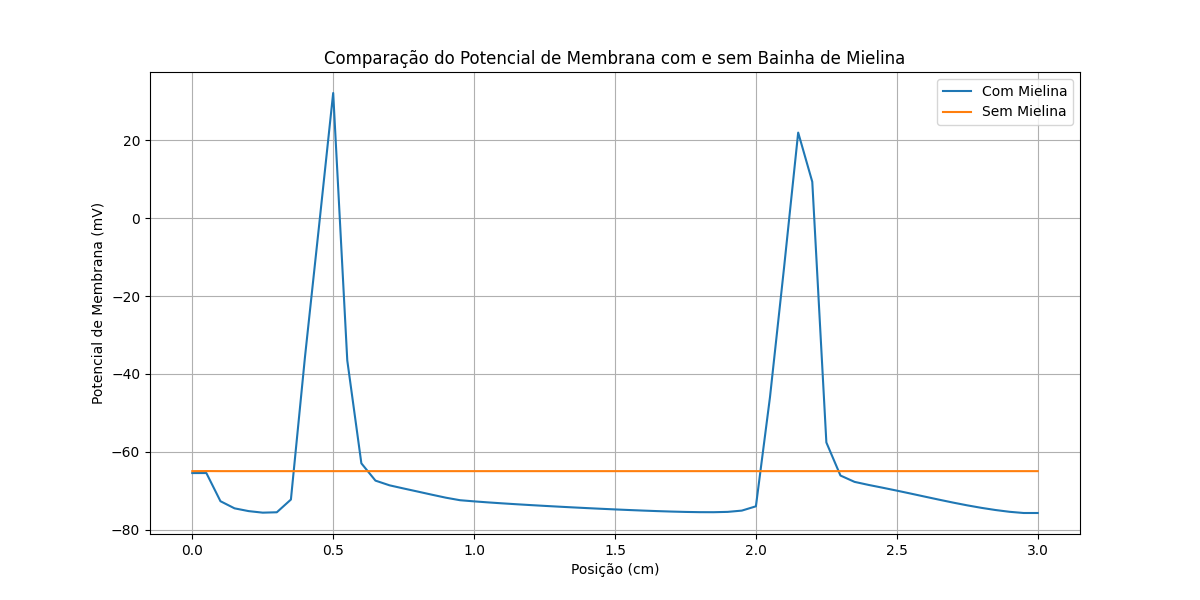 Comparação do Potencial de Membrana com e sem Bainha de Mielina
Com Mielina
Sem Mielina
Potencial de Membrana (mV)
20
0
−20
−40
−60
−80
0.0 0.5 1.0 1.5 2.0 2.5 3.0
Posição (cm)